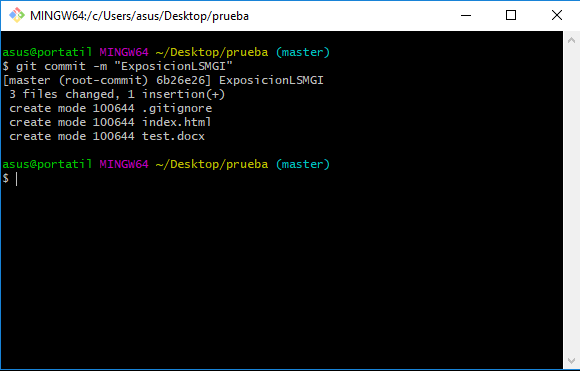 MINGW64:/c/Users/asus/Desktop/prueba
asus@portatil MINGW64 ~/Desktop/prueba (master)
$ git commit -m "ExposicionLSMGI"
[master (root-commit) 6b26e26] ExposicionLSMGI
 3 files changed, 1 insertion(+)
 create mode 100644 .gitignore
 create mode 100644 index.html
 create mode 100644 test.docx
asus@portatil MINGW64 ~/Desktop/prueba (master)
$